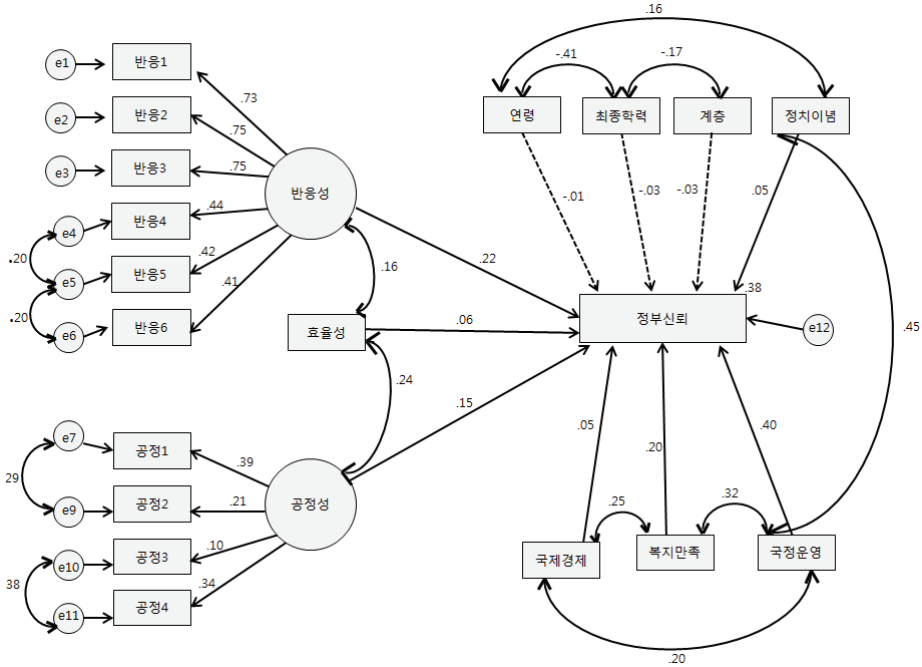 .16
-.41
-.17
e1
반응1
.73
연령
최종학력
계층
정치이념
e2
반응2
.75
e3
반응3
.75
반응성
-.01
-.03
-.03
.05
e4
반응4
.44
.20
e5
반응5
.42
.16
.22
.38
e6
반응6
.41
.20
효율성
.06
정부신뢰
e12
.45
.24
.15
.05
.20
.40
e7
공정1
.39
29
e9
공정2
.21
공정성
.25
.32
e10
공정3
.10
국제경제
복지만족
국정운영
38
e11
공정4
.34
.20